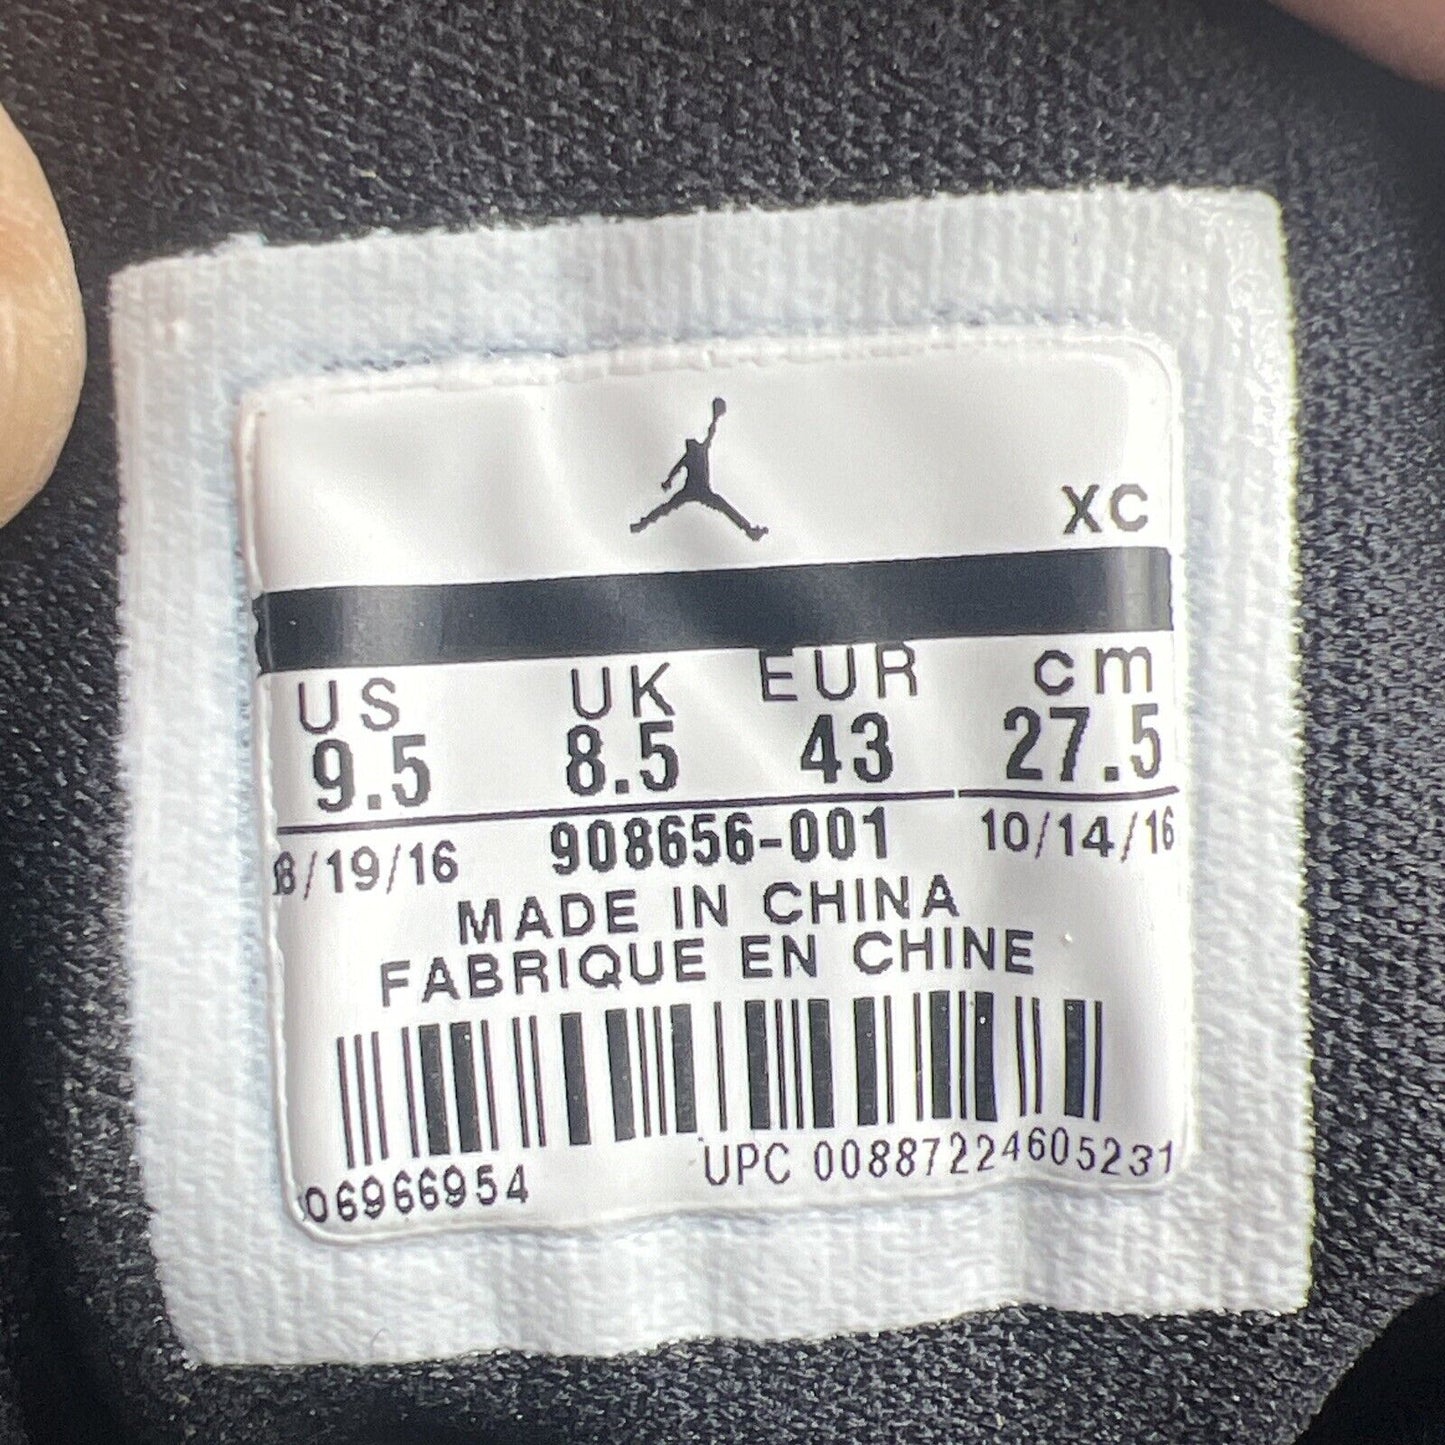 XC
US UK EUR cm
9.5 8.5 43 27.5
8/19/16 908656-001 10/14/16
MADE IN CHINA
FABRIQUE EN CHINE
06966954 UPC 00887224605231